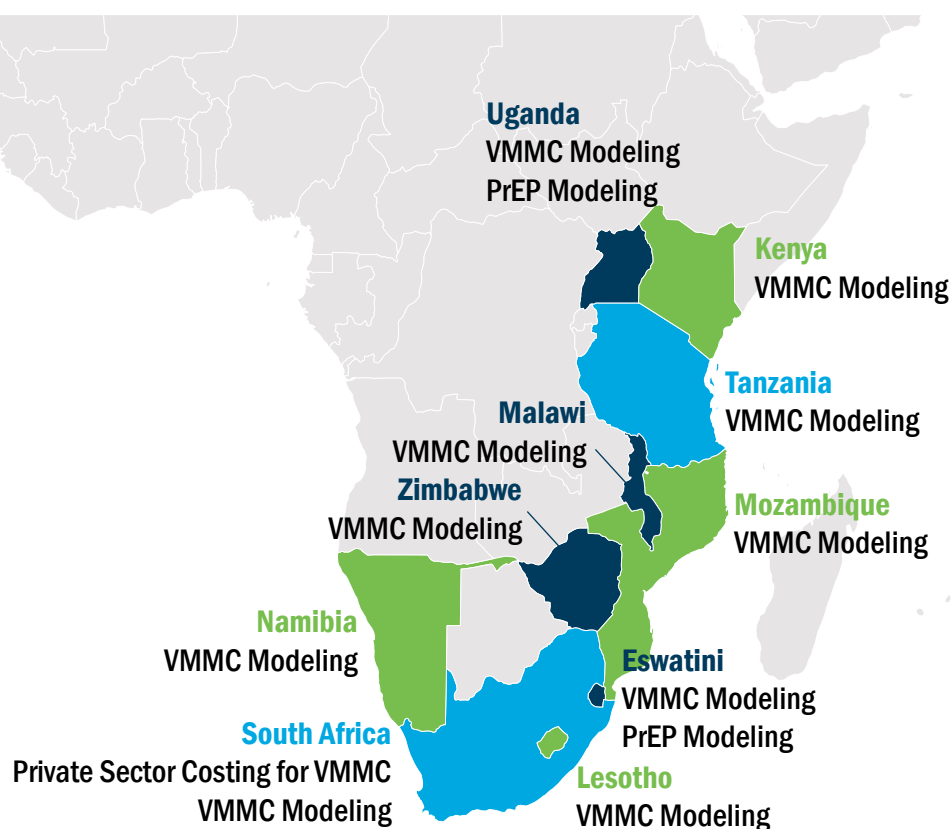 Uganda
VMMC Modeling
PrEP Modeling
Kenya
VMMC Modeling
Tanzania
VMMC Modeling
Malawi
VMMC Modeling
Zimbabwe
VMMC Modeling
Mozambique
VMMC Modeling
Namibia
VMMC Modeling
Eswatini
VMMC Modeling
PrEP Modeling
South Africa
Private Sector Costing for VMMC
VMMC Modeling
Lesotho
VMMC Modeling